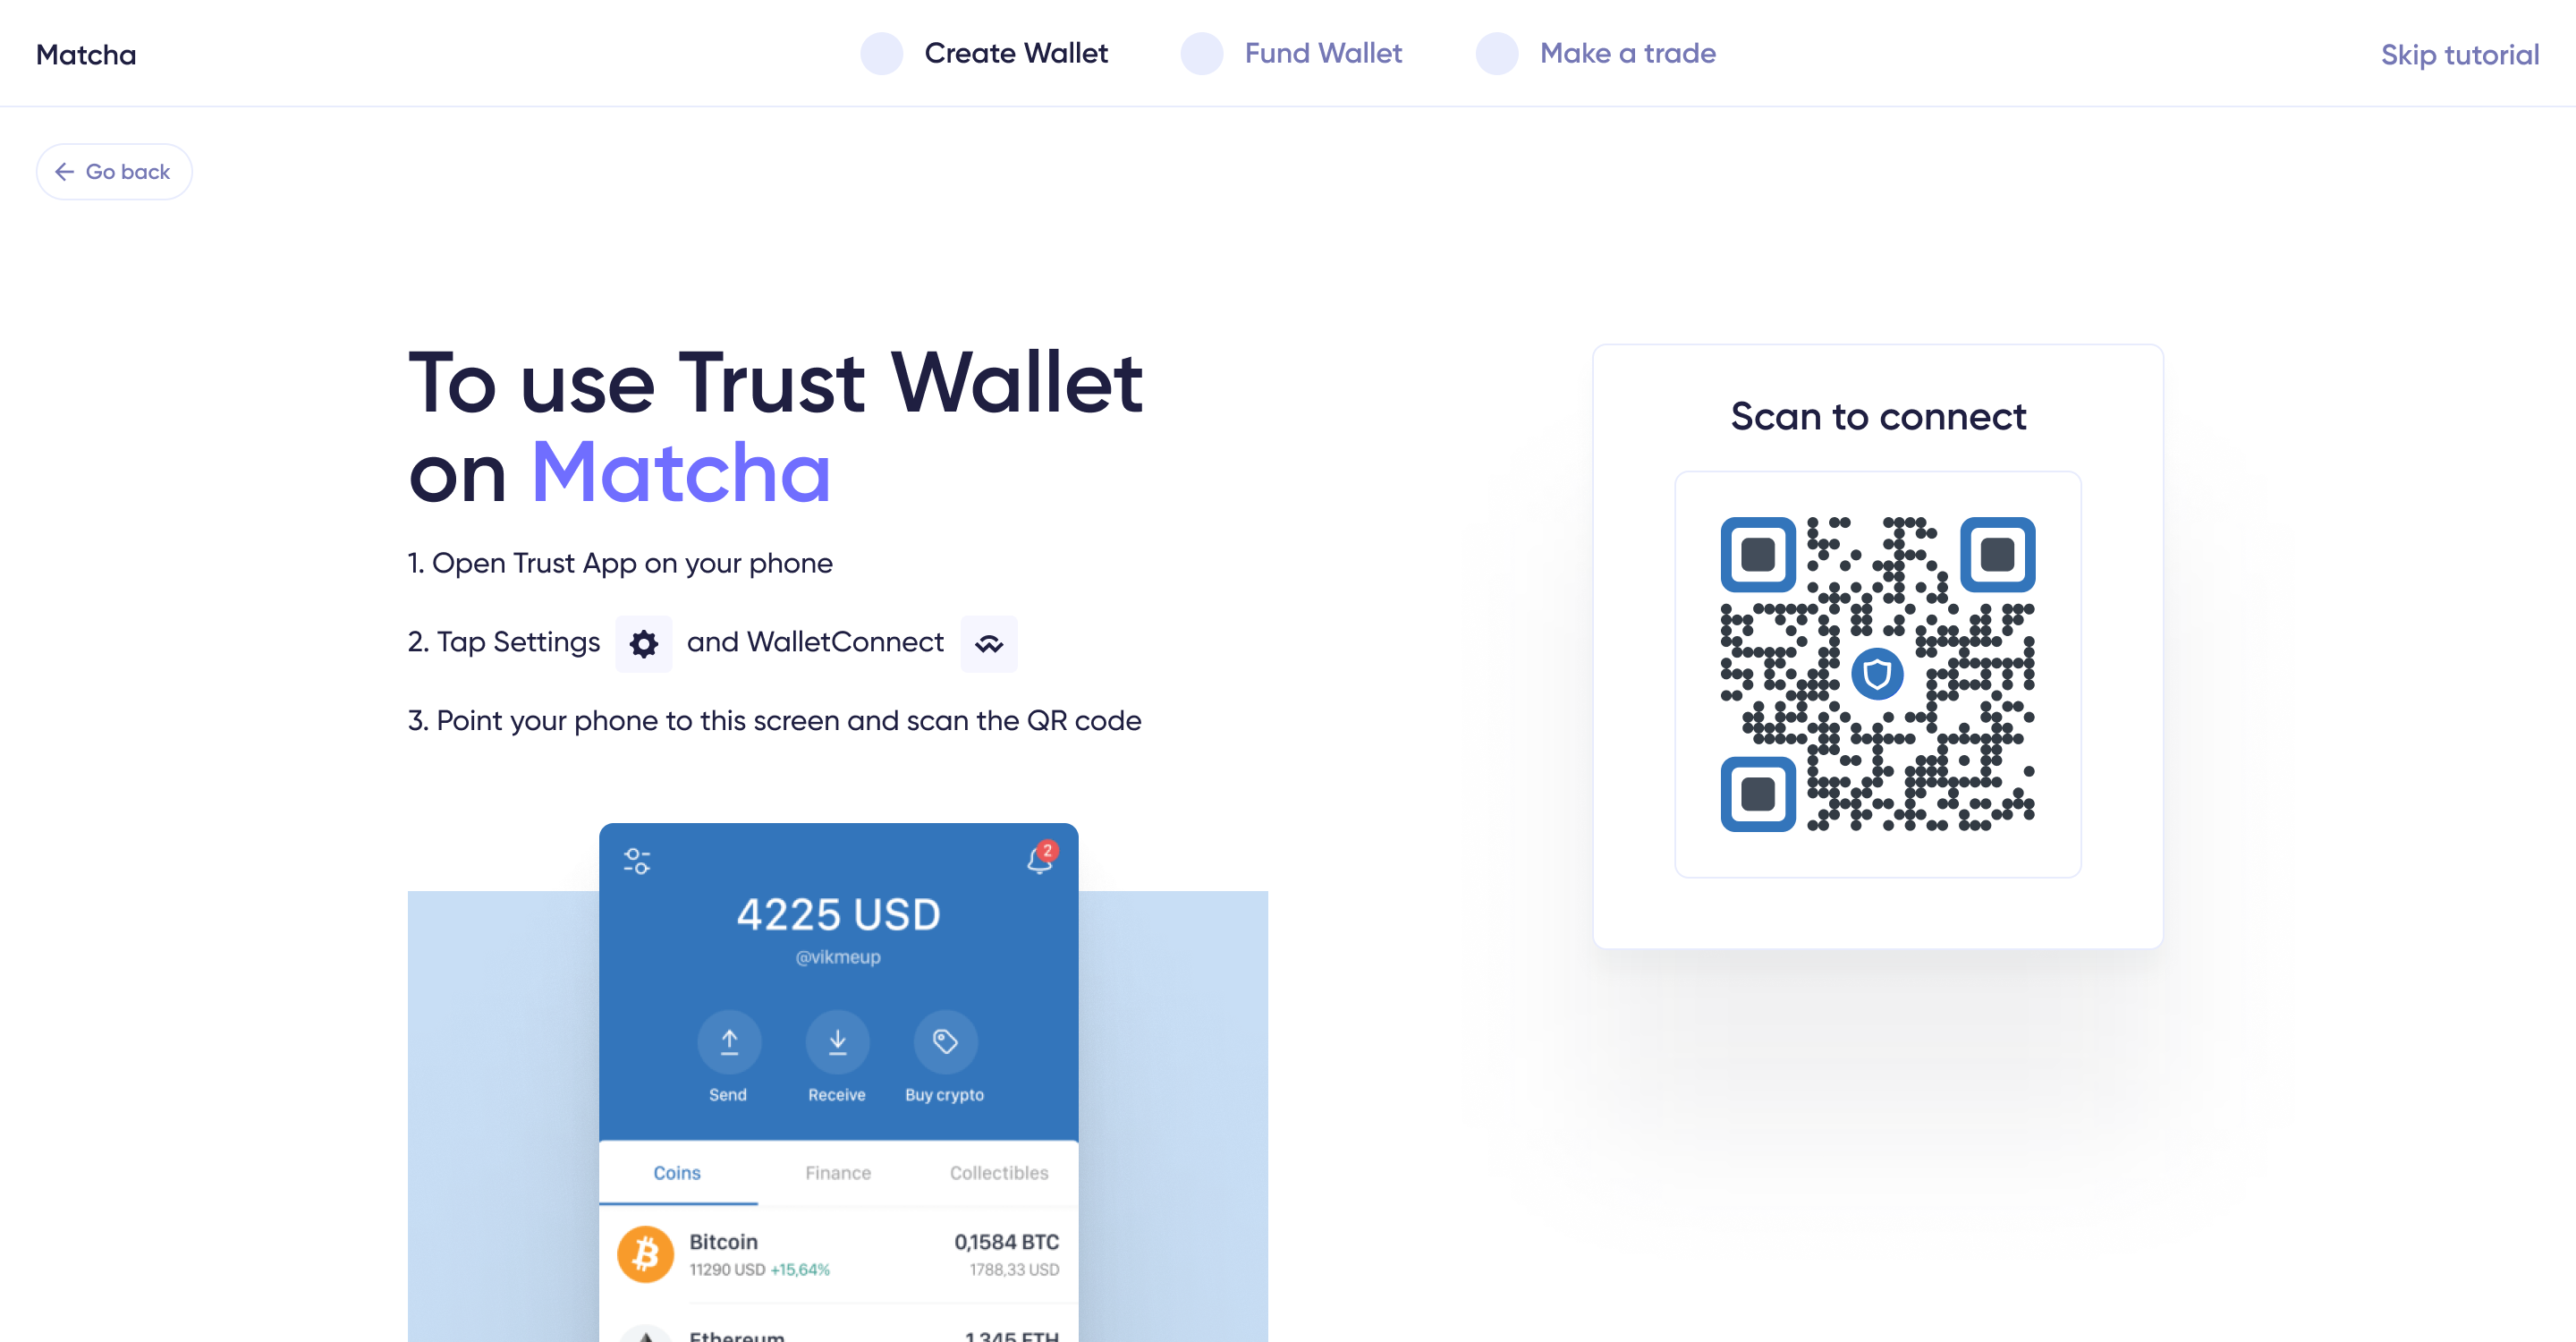 Matcha
Create Wallet
Fund Wallet
Make a trade
Skip tutorial
Go back
To use Trust Wallet
on Matcha
1. Open Trust App on your phone
2. Tap Settings and WalletConnect
3. Point your phone to this screen and scan the QR code
Scan to connect
2
4225 USD
@vikmeup
Send
Receive
Buy crypto
Coins
Finance
Collectibles
Bitcoin
0,1584 BTC
11290 USD +15,64%
1788,33 USD
Ethereum
1,345 ETH